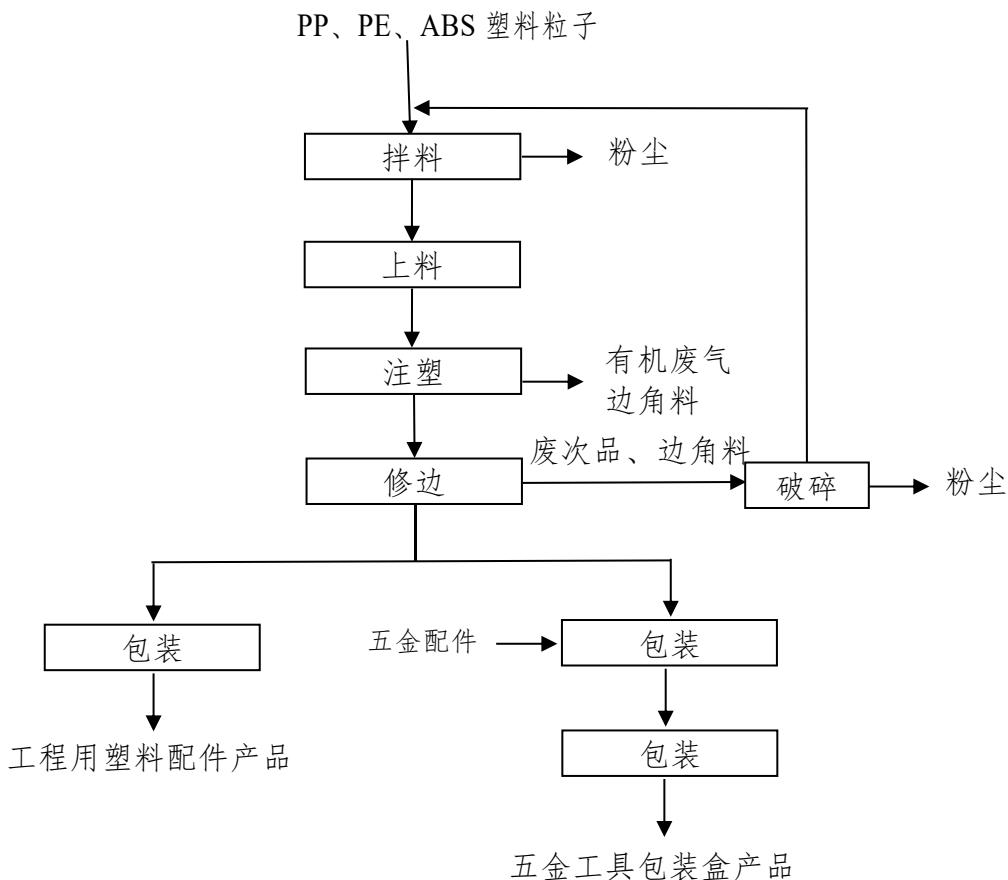 PP、PE、ABS 塑料粒子
拌料
粉尘
上料
注塑
有机废气
边角料
废次品、边角料
修边
破碎
粉尘
包装
五金配件
包装
工程用塑料配件产品
包装
五金工具包装盒产品